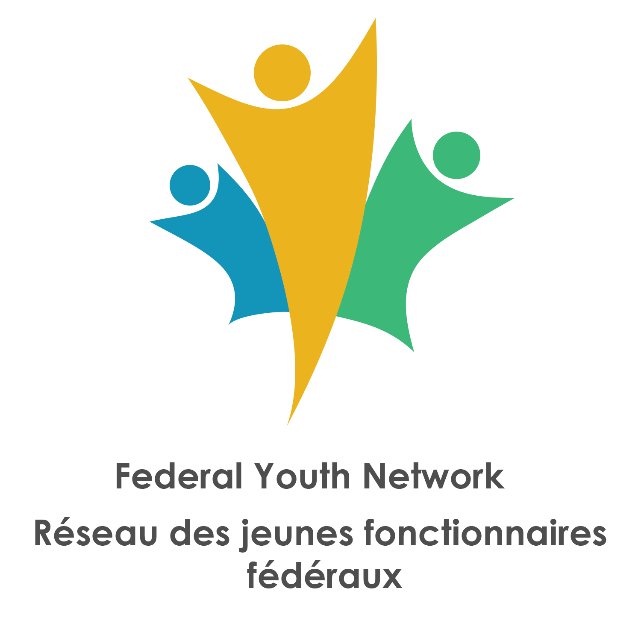 Federal Youth Network
Réseau des jeunes fonctionnaires
fédéraux